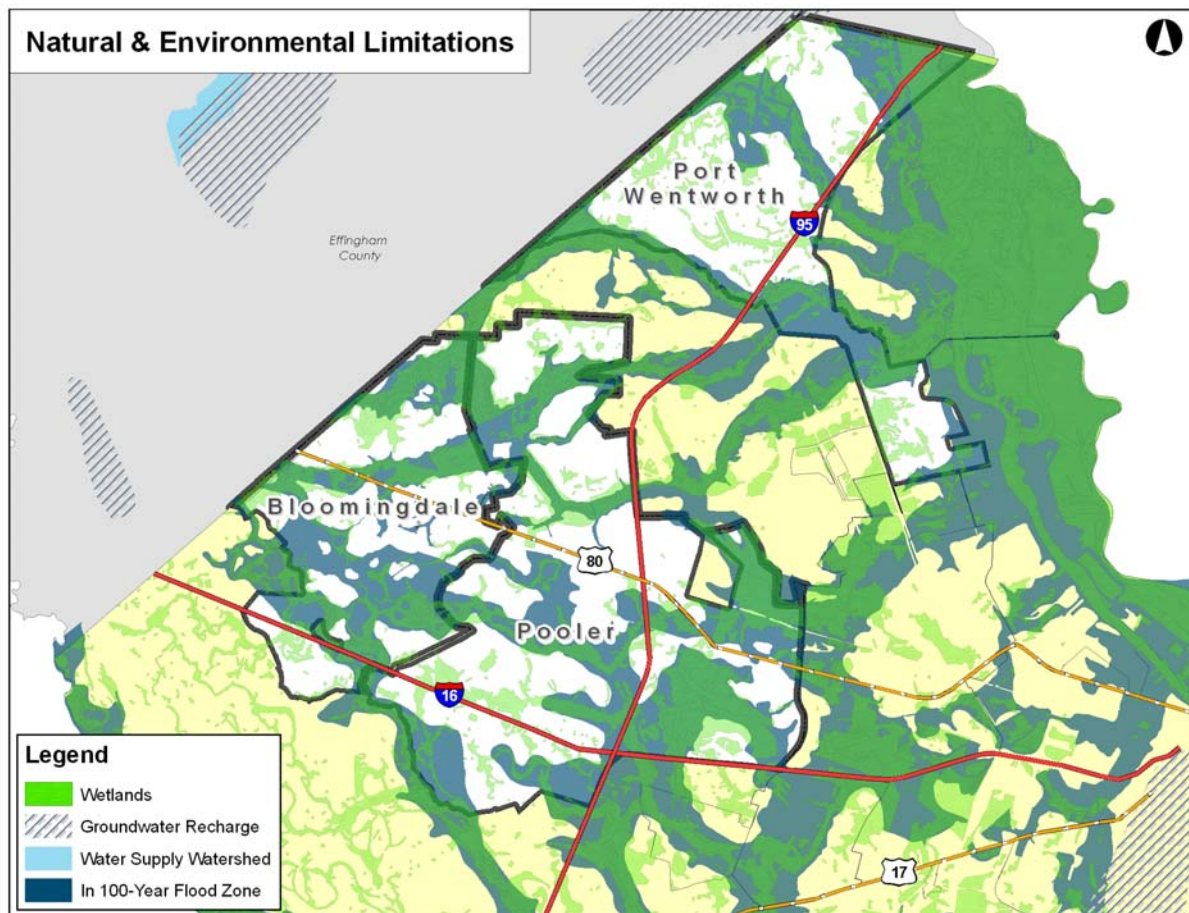 Natural & Environmental Limitations
Port
Wentworth
95
Effingham
County
Bloomingdale
80
Pooler
16
Legend
Wetlands
Groundwater Recharge
Water Supply Watershed
In 100-Year Flood Zone
17